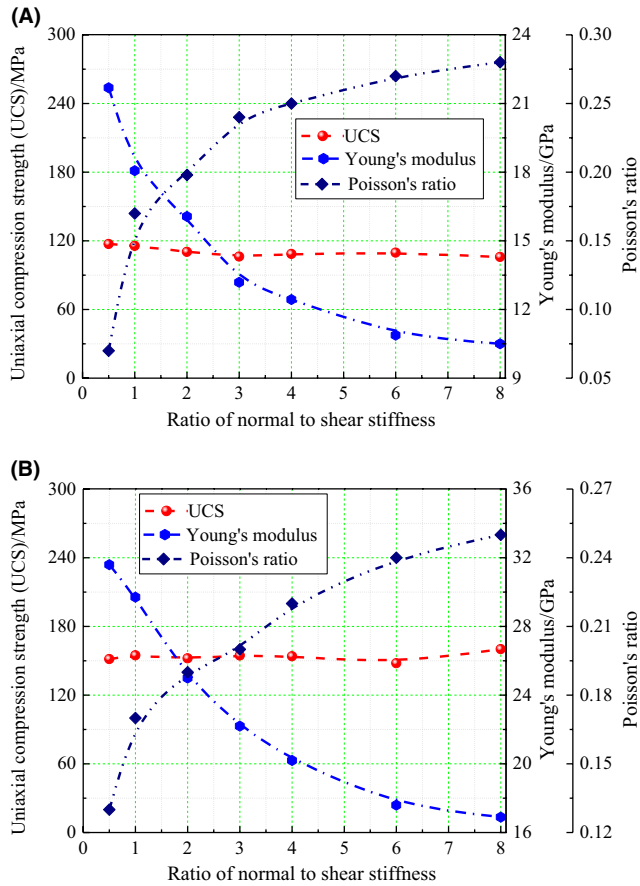 (A)
Uniaxial compression strength (UCS)/MPa
300
240
180
120
60
0
UCS
Young's modulus
Poisson's ratio
24
21
18
15
12
9
Young's modulus/GPa
0.30
0.25
0.20
0.15
0.10
0.05
Poisson's ratio
0 1 2 3 4 5 6 7 8
Ratio of normal to shear stiffness
(B)
Uniaxial compression strength (UCS)/MPa
300
240
180
120
60
0
UCS
Young's modulus
Poisson's ratio
36
32
28
24
20
16
Young's modulus/GPa
0.27
0.24
0.21
0.18
0.15
0.12
Poisson's ratio
0 1 2 3 4 5 6 7 8
Ratio of normal to shear stiffness